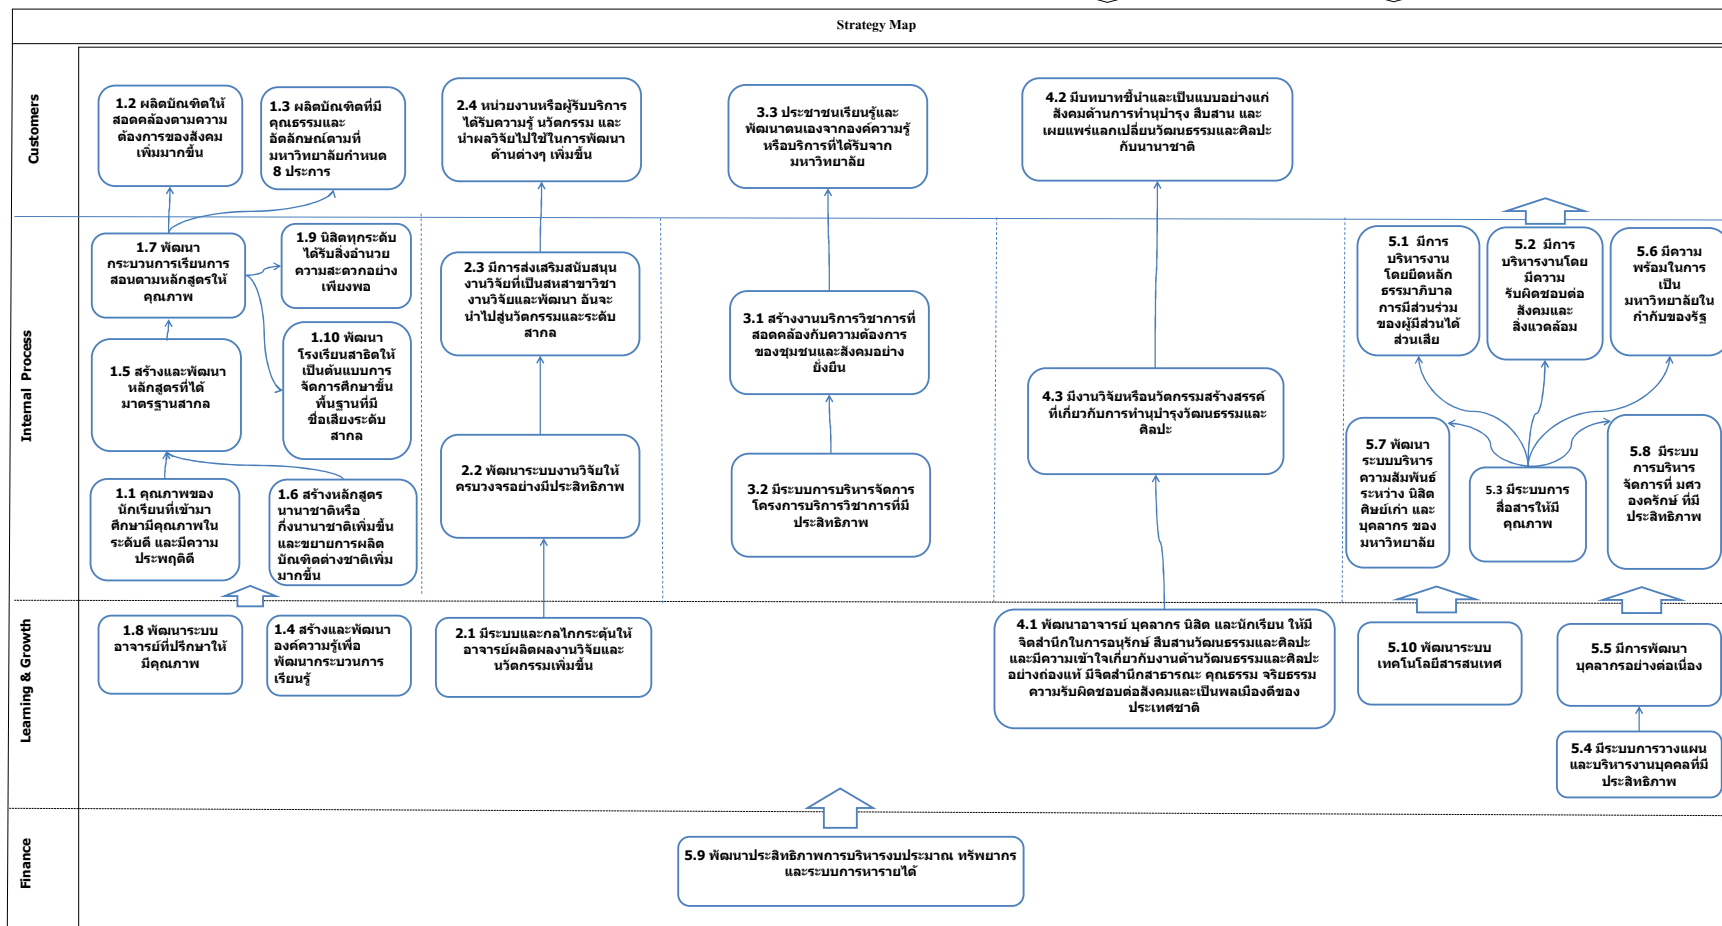 Strategy Map
Customers
1.2 ผลิตบัณฑิตให้
สอดคล้องตามความ
ต้องการของสังคม
เพิ่มมากขึ้น
1.3 ผลิตบัณฑิตที่มี
คุณธรรมและ
อัตลักษณ์ตามที่
มหาวิทยาลัยกำหนด
8 ประการ
2.4 หน่วยงานหรือผู้รับบริการ
ได้รับความรู้ นวัตกรรม และ
นำผลวิจัยไปใช้ในการพัฒนา
ด้านต่างๆ เพิ่มขึ้น
3.3 ประชาชนเรียนรู้และ
พัฒนาตนเองจากองค์ความรู้
หรือบริการที่ได้รับจาก
มหาวิทยาลัย
4.2 มีบทบาทชี้นำและเป็นแบบอย่างแก่
สังคมด้านการทำนุบำรุง สืบสาน และ
เผยแพร่แลกเปลี่ยนวัฒนธรรมและศิลปะ
กับนานาชาติ
Internal Process
1.7 พัฒนา
กระบวนการเรียนการ
สอนตามหลักสูตรให้
คุณภาพ
1.9 นิสิตทุกระดับ
ได้รับสิ่งอำนวย
ความสะดวกอย่าง
เพียงพอ
1.5 สร้างและพัฒนา
หลักสูตรที่ได้
มาตรฐานสากล
1.10 พัฒนา
โรงเรียนสาธิตให้
เป็นต้นแบบการ
จัดการศึกษาขั้น
พื้นฐานที่มี
ชื่อเสียงระดับ
สากล
1.1 คุณภาพของ
นักเรียนที่เข้ามา
ศึกษามีคุณภาพใน
ระดับดี และมีความ
ประพฤติดี
1.6 สร้างหลักสูตร
นานาชาติหรือ
กึ่งนานาชาติเพิ่มขึ้น
และขยายการผลิต
บัณฑิตต่างชาติเพิ่ม
มากขึ้น
2.3 มีการส่งเสริมสนับสนุน
งานวิจัยที่เป็นสหสาขาวิชา
งานวิจัยและพัฒนา อันจะ
นำไปสู่นวัตกรรมและระดับ
สากล
2.2 พัฒนาระบบงานวิจัยให้
ครบวงจรอย่างมีประสิทธิภาพ
3.1 สร้างงานบริการวิชาการที่
สอดคล้องกับความต้องการ
ของชุมชนและสังคมอย่าง
ยั่งยืน
3.2 มีระบบการบริหารจัดการ
โครงการบริการวิชาการที่มี
ประสิทธิภาพ
4.3 มีงานวิจัยหรือนวัตกรรมสร้างสรรค์
ที่เกี่ยวกับการทำนุบำรุงวัฒนธรรมและ
ศิลปะ
5.1 มีการ
บริหารงาน
โดยยึดหลัก
ธรรมาภิบาล
การมีส่วนร่วม
ของผู้มีส่วนได้
ส่วนเสีย
5.2 มีการ
บริหารงานโดย
มีความ
รับผิดชอบต่อ
สังคมและ
สิ่งแวดล้อม
5.6 มีความ
พร้อมในการ
เป็น
มหาวิทยาลัยใน
กำกับของรัฐ
5.7 พัฒนา
ระบบบริหาร
ความสัมพันธ์
ระหว่าง นิสิต
ศิษย์เก่า และ
บุคลากร ของ
มหาวิทยาลัย
5.3 มีระบบการ
สื่อสารให้มี
คุณภาพ
5.8 มีระบบ
การบริหาร
จัดการที่ มศว
องครักษ์ ที่มี
ประสิทธิภาพ
Learning & Growth
1.8 พัฒนาระบบ
อาจารย์ที่ปรึกษาให้
มีคุณภาพ
1.4 สร้างและพัฒนา
องค์ความรู้เพื่อ
พัฒนากระบวนการ
เรียนรู้
2.1 มีระบบและกลไกกระตุ้นให้
อาจารย์ผลิตผลงานวิจัยและ
นวัตกรรมเพิ่มขึ้น
4.1 พัฒนาอาจารย์ บุคลากร นิสิต และนักเรียน ให้มี
จิตสำนึกในการอนุรักษ์ สืบสานวัฒนธรรมและศิลปะ
และมีความเข้าใจเกี่ยวกับงานด้านวัฒนธรรมและศิลปะ
อย่างถ่องแท้ มีจิตสำนึกสาธารณะ คุณธรรม จริยธรรม
ความรับผิดชอบต่อสังคมและเป็นพลเมืองดีของ
ประเทศชาติ
5.10 พัฒนาระบบ
เทคโนโลยีสารสนเทศ
5.5 มีการพัฒนา
บุคลากรอย่างต่อเนื่อง
5.4 มีระบบการวางแผน
และบริหารงานบุคคลที่มี
ประสิทธิภาพ
Finance
5.9 พัฒนาประสิทธิภาพการบริหารงบประมาณ ทรัพยากร
และระบบการหารายได้